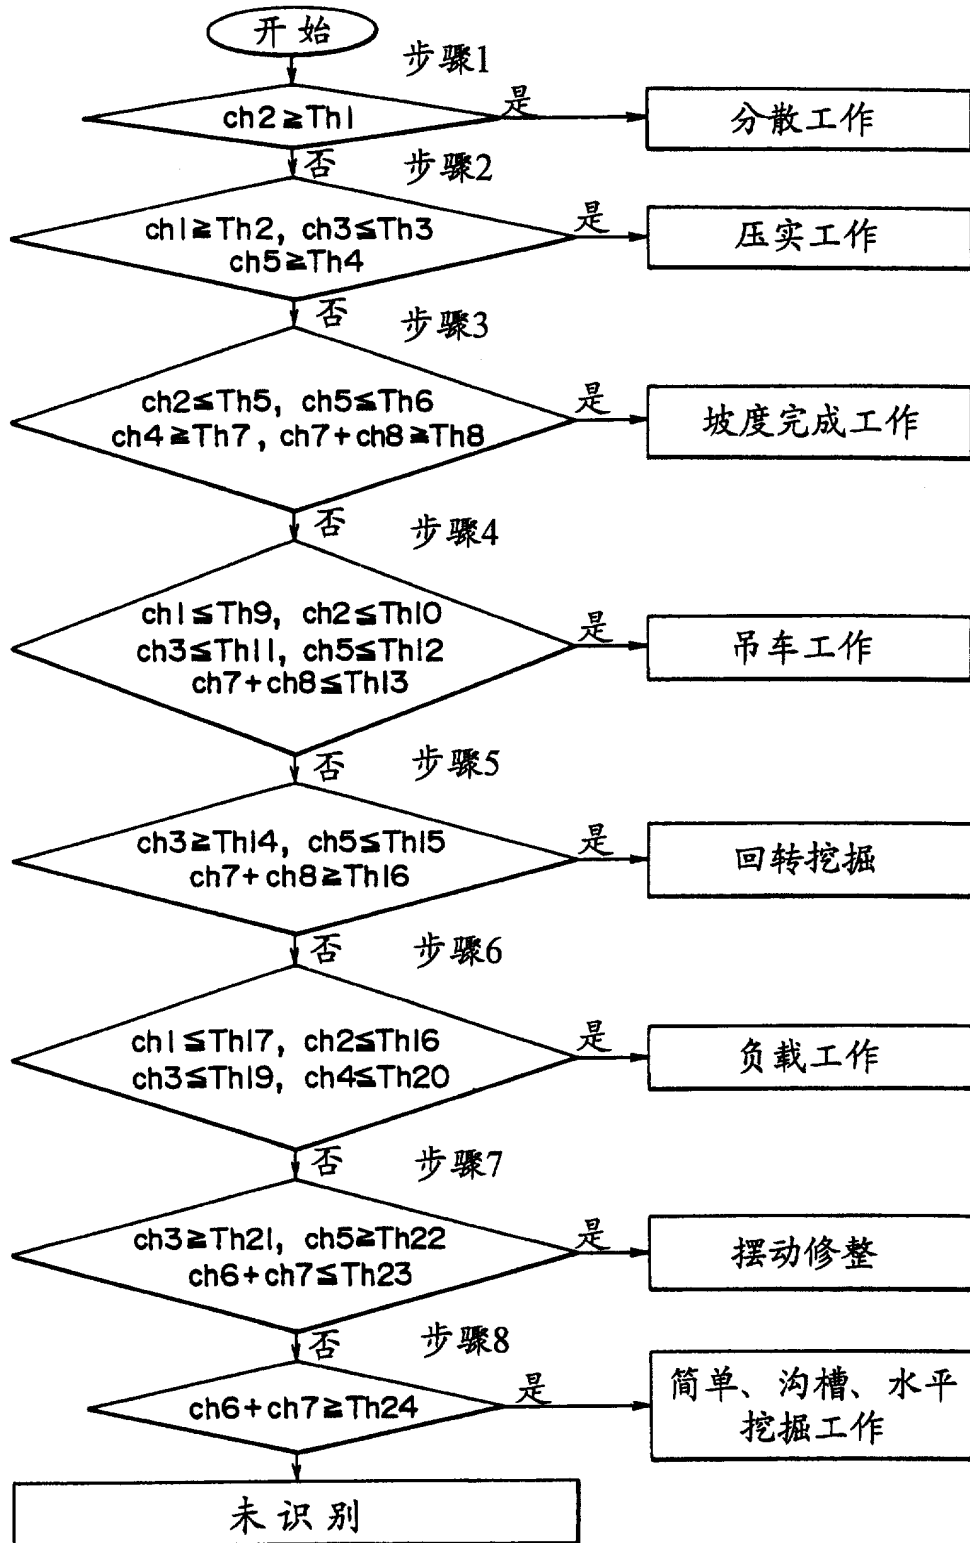 开始
步骤1
ch2≧Th1
是
分散工作
否
步骤2
ch1≧Th2, ch3≦Th3
ch5≧Th4
是
压实工作
否
步骤3
ch2≦Th5, ch5≦Th6
ch4≧Th7, ch7+ch8≧Th8
是
坡度完成工作
否
步骤4
ch1≦Th9, ch2≦Th10
ch3≦Th11, ch5≦Th12
ch7+ch8≦Th13
是
吊车工作
否
步骤5
ch3≧Th14, ch5≦Th15
ch7+ch8≧Th16
是
回转挖掘
否
步骤6
ch1≦Th17, ch2≦Th16
ch3≦Th19, ch4≦Th20
是
负载工作
否
步骤7
ch3≧Th21, ch5≧Th22
ch6+ch7≦Th23
是
摆动修整
否
步骤8
ch6+ch7≧Th24
是
简单、沟槽、水平
挖掘工作
未识别